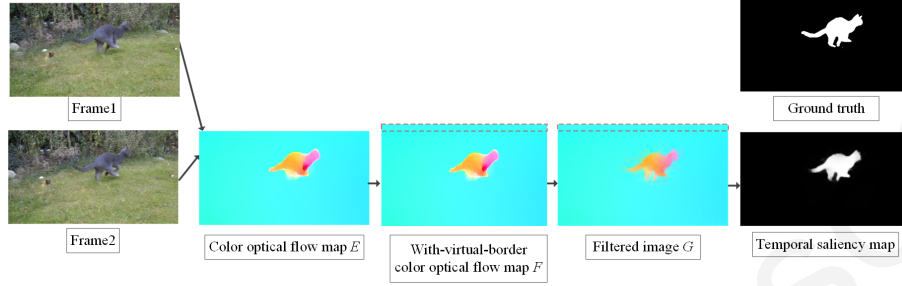 Frame1
Ground truth
Frame2
Color optical flow map E
With-virtual-border
color optical flow map F
Filtered image G
Temporal saliency map